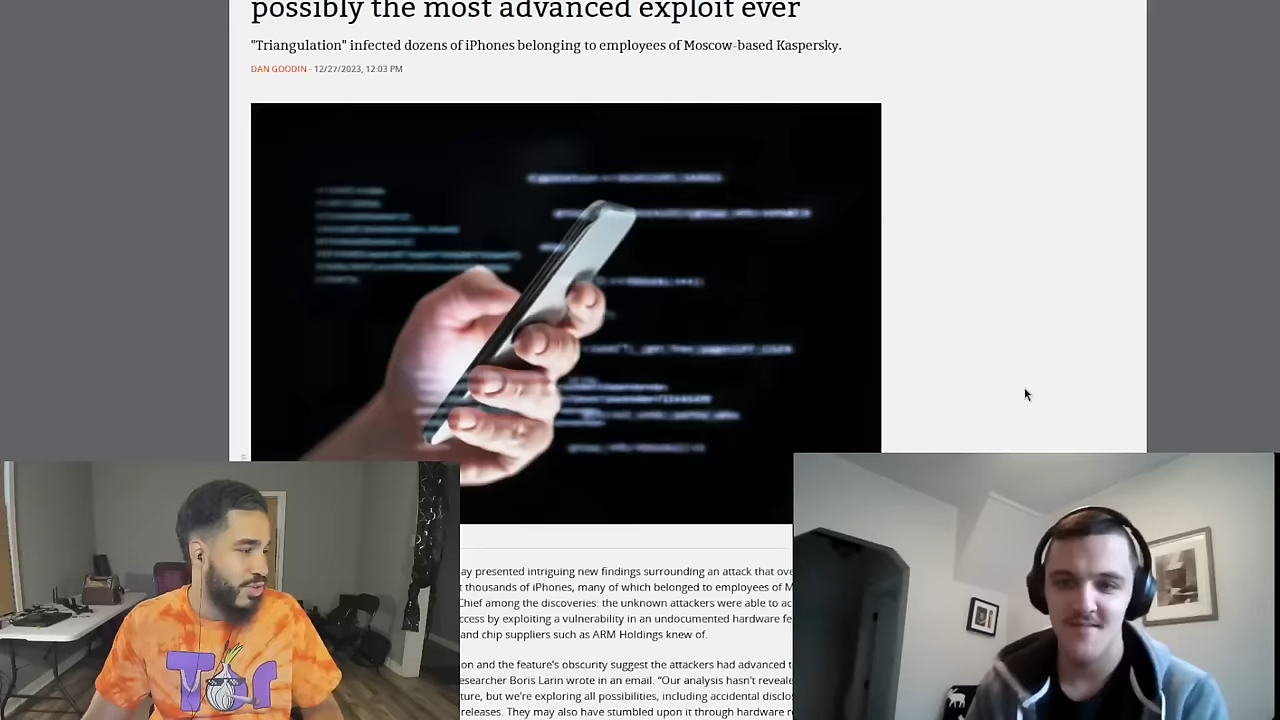 possibly the most advanced exploit ever
"Triangulation" infected dozens of iPhones belonging to employees of Moscow-based Kaspersky.
DAN GOODIN - 12/27/2023, 12:03 PM
ay presented intriguing new findings surrounding an attack that ove
t thousands of iPhones, many of which belonged to employees of M
Chief among the discoveries: the unknown attackers were able to ac
ccess by exploiting a vulnerability in an undocumented hardware fe
and chip suppliers such as ARM Holdings knew of.
on and the feature's obscurity suggest the attackers had advanced t
esearcher Boris Larin wrote in an email. "Our analysis hasn't reveale
ture, but we're exploring all possibilities, including accidental disclo
releases. They may also have stumbled upon it through hardware r
Tor